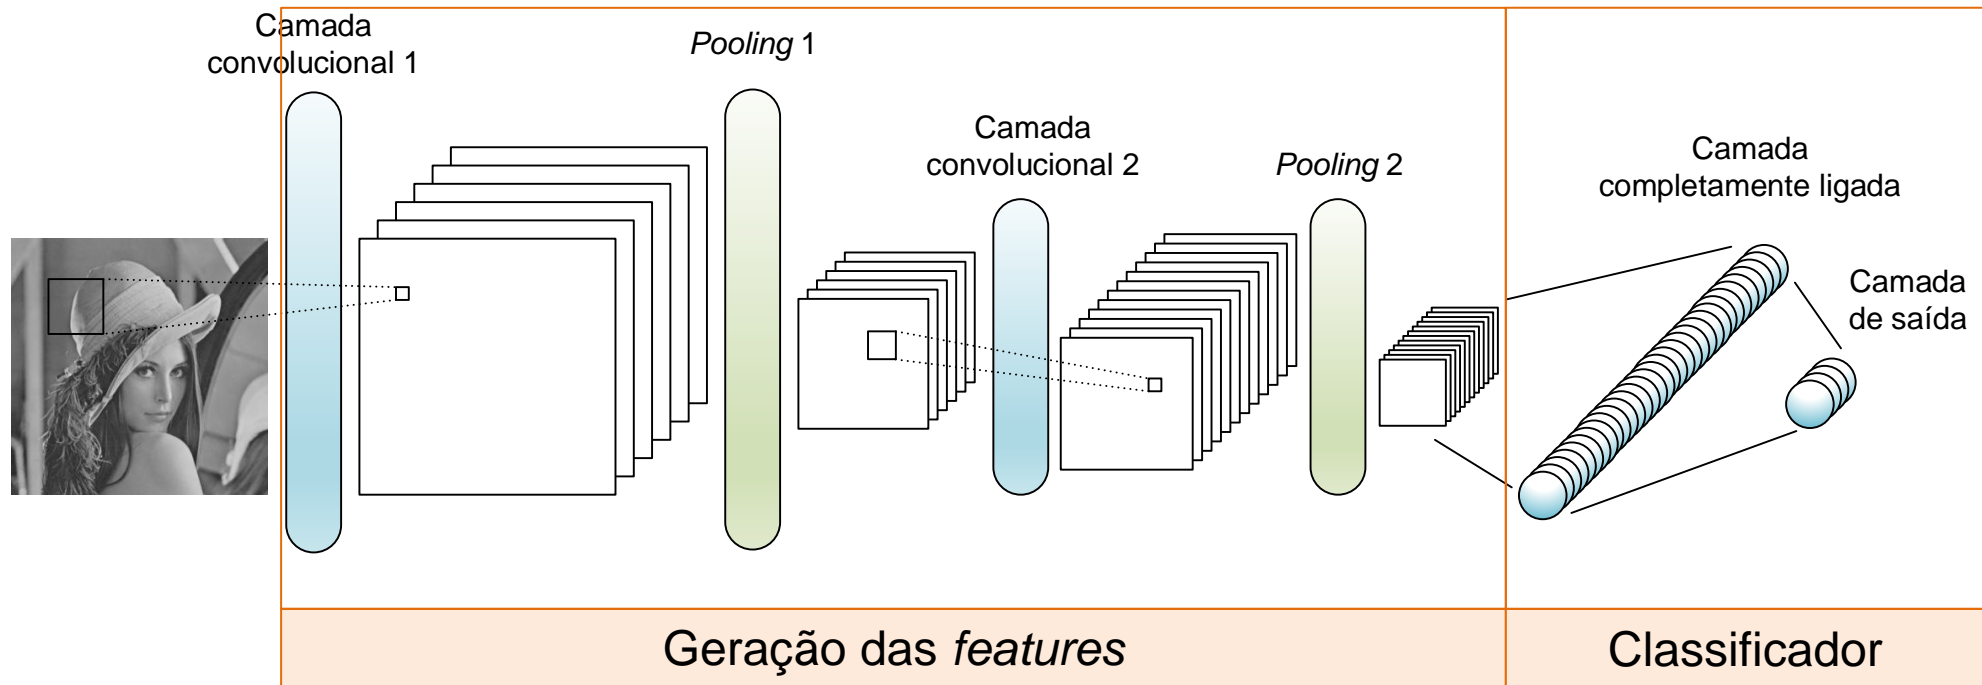 Camada
convolucional 1
Pooling 1
Camada
convolucional 2
Pooling 2
Camada
completamente ligada
Camada
de saída
Geração das features
Classificador